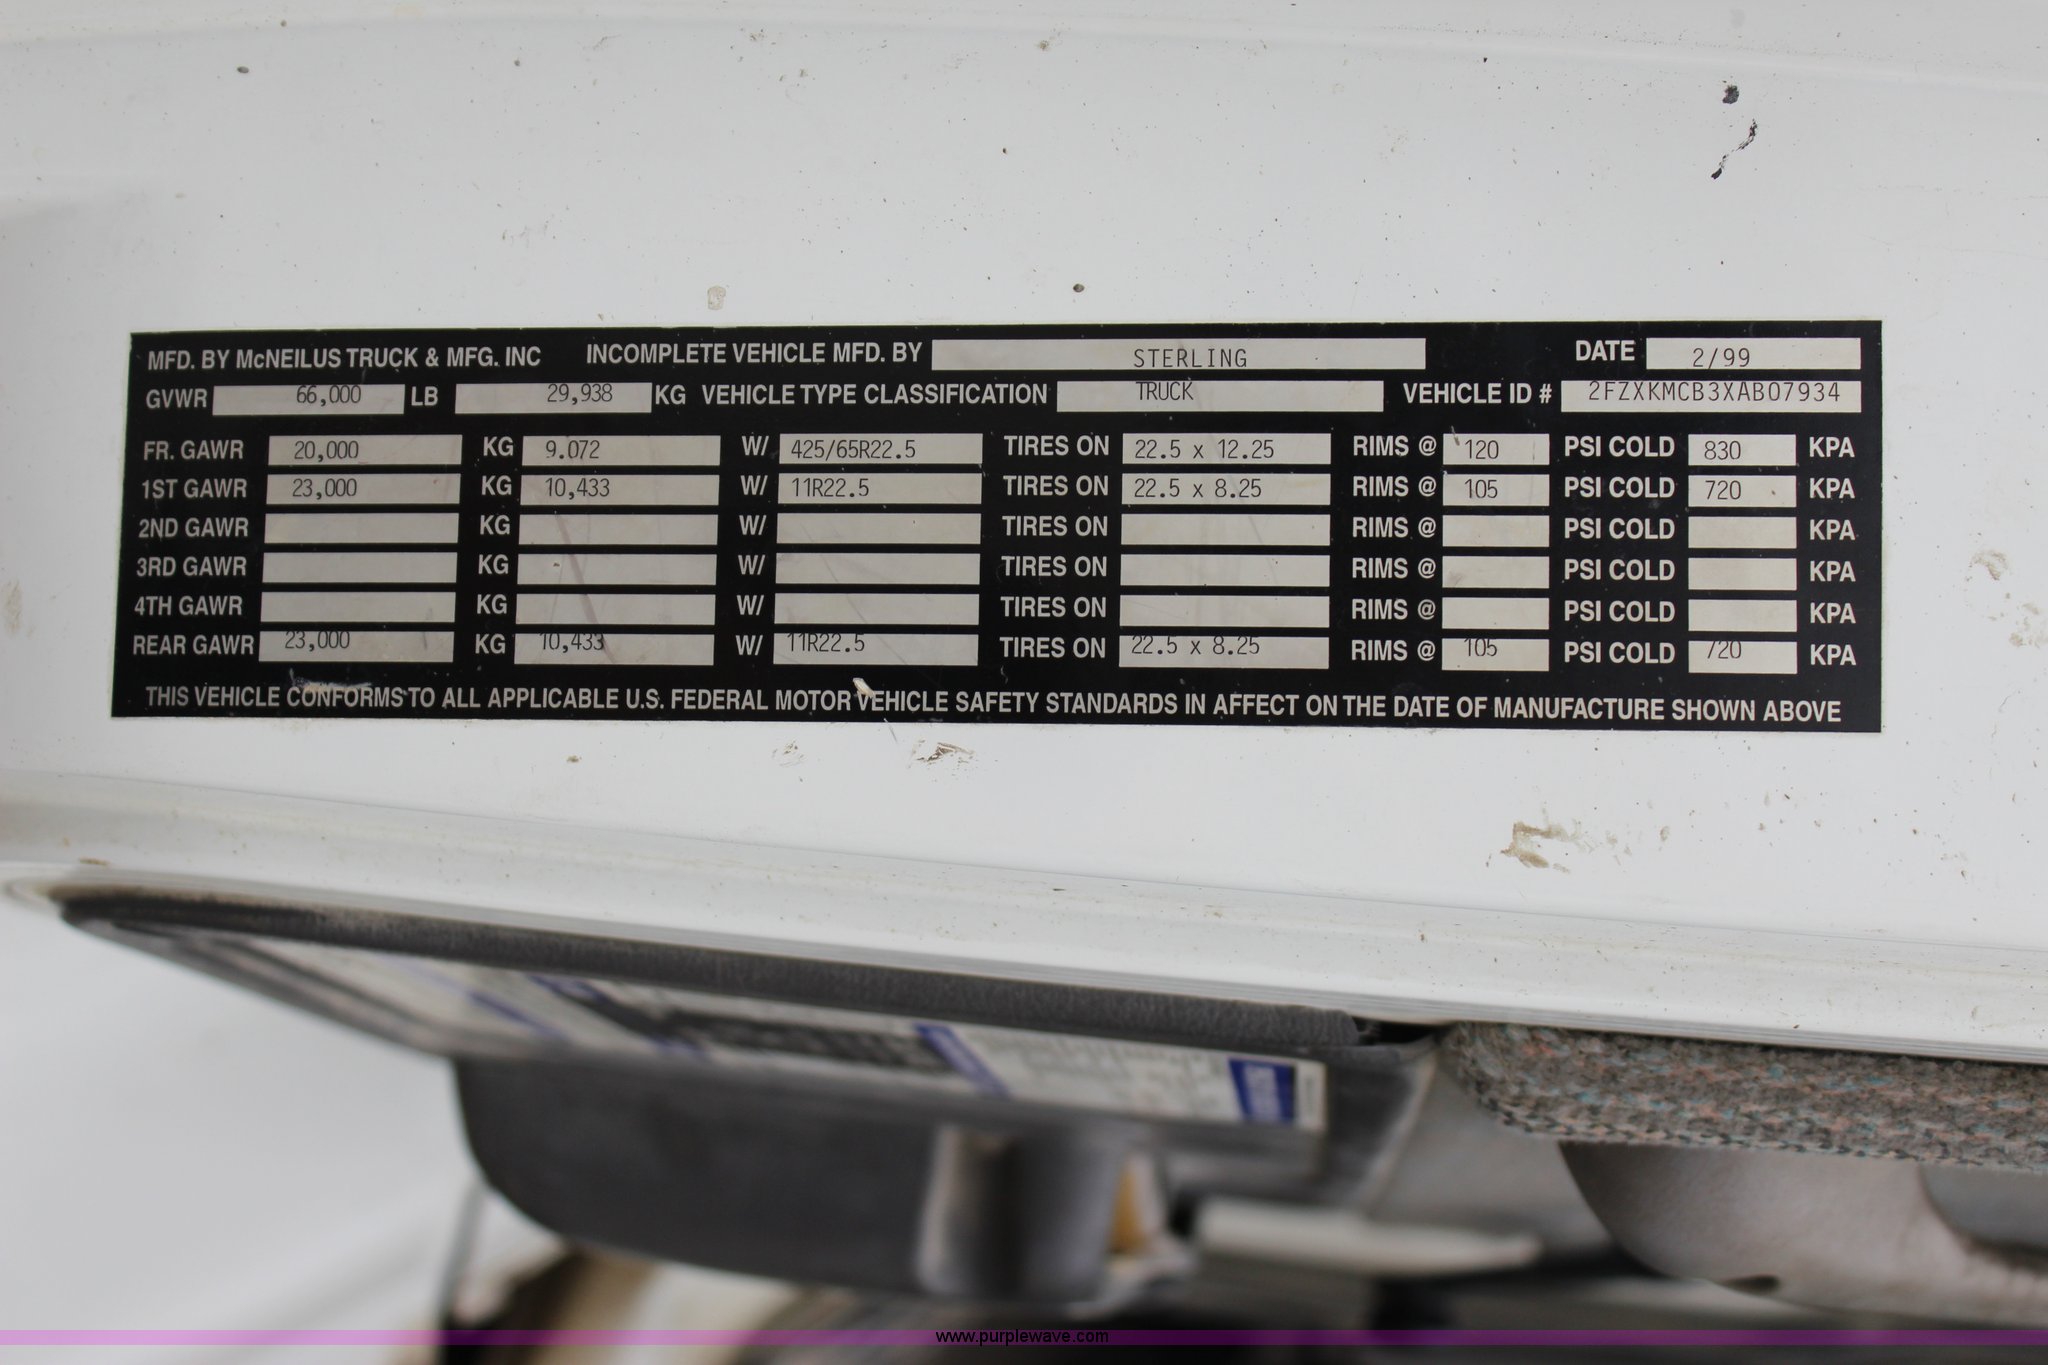 MFD. BY McNEILUS TRUCK & MFG. INC INCOMPLETE VEHICLE MFD. BY STERLING DATE 2/99
GVWR 66,000 LB 29,938 KG VEHICLE TYPE CLASSIFICATION TRUCK VEHICLE ID # 2FZXKMCB3XAB07934
FR. GAWR 20,000 KG 9.072 W/ 425/65R22.5 TIRES ON 22.5 x 12.25 RIMS @ 120 PSI COLD 830 KPA
1ST GAWR 23,000 KG 10,433 W/ 11R22.5 TIRES ON 22.5 x 8.25 RIMS @ 105 PSI COLD 720 KPA
2ND GAWR KG W/ TIRES ON RIMS @ PSI COLD KPA
3RD GAWR KG W/ TIRES ON RIMS @ PSI COLD KPA
4TH GAWR KG W/ TIRES ON RIMS @ PSI COLD KPA
REAR GAWR 23,000 KG 10,433 W/ 11R22.5 TIRES ON 22.5 x 8.25 RIMS @ 105 PSI COLD 720 KPA
THIS VEHICLE CONFORMS TO ALL APPLICABLE U.S. FEDERAL MOTOR VEHICLE SAFETY STANDARDS IN AFFECT ON THE DATE OF MANUFACTURE SHOWN ABOVE
www.purplewave.com